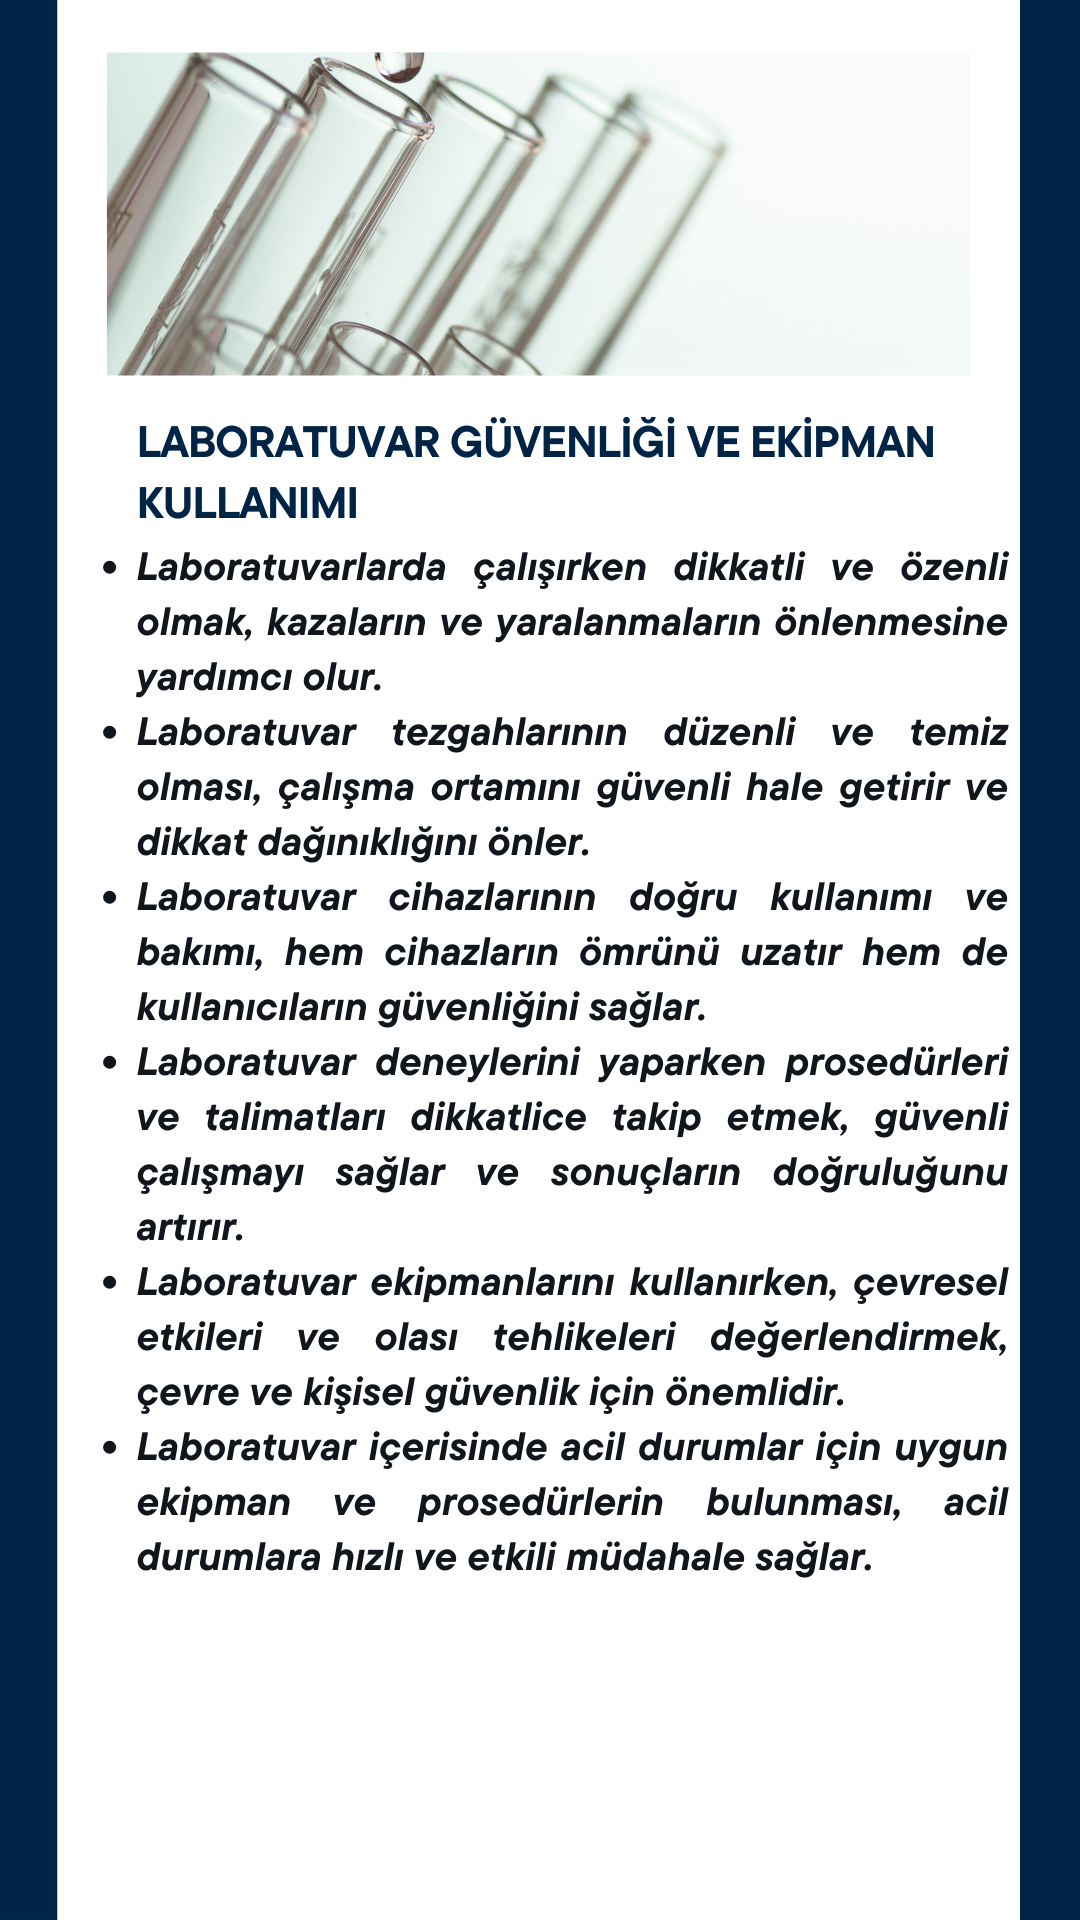 LABORATUVAR GÜVENLİĞİ VE EKİPMAN
KULLANIMI
• Laboratuvarlarda çalışırken dikkatli ve özenli
olmak, kazaların ve yaralanmaların önlenmesine
yardımcı olur.
• Laboratuvar tezgahlarının düzenli ve temiz
olması, çalışma ortamını güvenli hale getirir ve
dikkat dağınıklığını önler.
• Laboratuvar cihazlarının doğru kullanımı ve
bakımı, hem cihazların ömrünü uzatır hem de
kullanıcıların güvenliğini sağlar.
• Laboratuvar deneylerini yaparken prosedürleri
ve talimatları dikkatlice takip etmek, güvenli
çalışmayı sağlar ve sonuçların doğruluğunu
artırır.
• Laboratuvar ekipmanlarını kullanırken, çevresel
etkileri ve olası tehlikeleri değerlendirmek,
çevre ve kişisel güvenlik için önemlidir.
• Laboratuvar içerisinde acil durumlar için uygun
ekipman ve prosedürlerin bulunması, acil
durumlara hızlı ve etkili müdahale sağlar.